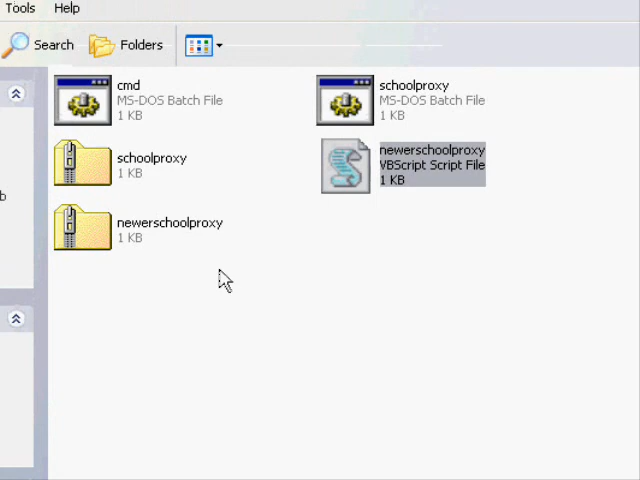 Tools Help
Search Folders
cmd
MS-DOS Batch File
1 KB
schoolproxy
MS-DOS Batch File
1 KB
schoolproxy
1 KB
newerschoolproxy
VBScript Script File
1 KB
newerschoolproxy
1 KB
b